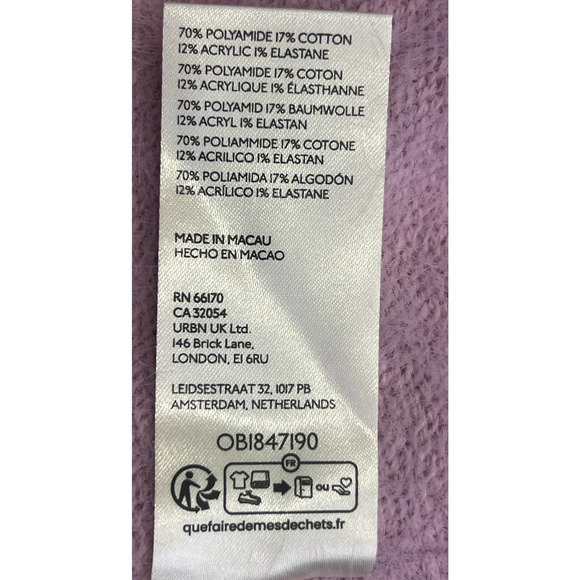 70% POLYAMIDE 17% COTTON
12% ACRYLIC 1% ELASTANE
70% POLYAMIDE 17% COTON
12% ACRYLIQUE 1% ÉLASTHANNE
70% POLYAMID 17% BAUMWOLLE
12% ACRYL 1% ELASTAN
70% POLIAMMIDE 17% COTONE
12% ACRILICO 1% ELASTAN
70% POLIAMIDA 17% ALGODÓN
12% ACRÍLICO 1% ELASTANE
MADE IN MACAU
HECHO EN MACAO
RN 66170
CA 32054
URBN UK Ltd.
146 Brick Lane,
LONDON, E1 6RU
LEIDSESTRAAT 32, 1017 PB
AMSTERDAM, NETHERLANDS
OB1847190
FR
OU
quefairedemesdechets.fr